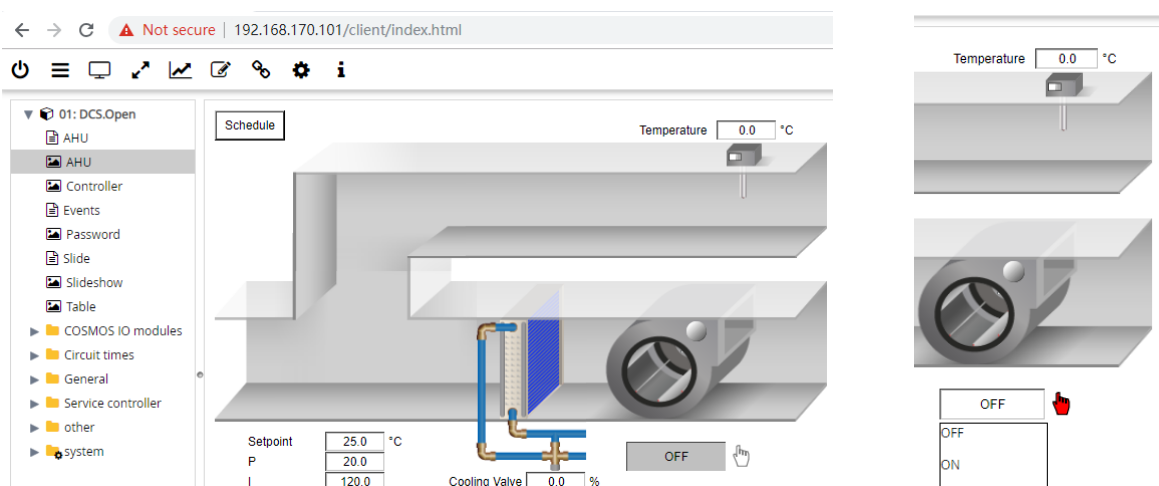 Not secure | 192.168.170.101/client/index.html
01: DCS.Open
AHU
AHU
Controller
Events
Password
Slide
Slideshow
Table
COSMOS IO modules
Circuit times
General
Service controller
other
system
Schedule
Temperature 0.0 °C
Setpoint 25.0 °C
P 20.0
I 120.0
Cooling Valve 0.0 %
OFF
Temperature 0.0 °C
OFF
OFF
ON